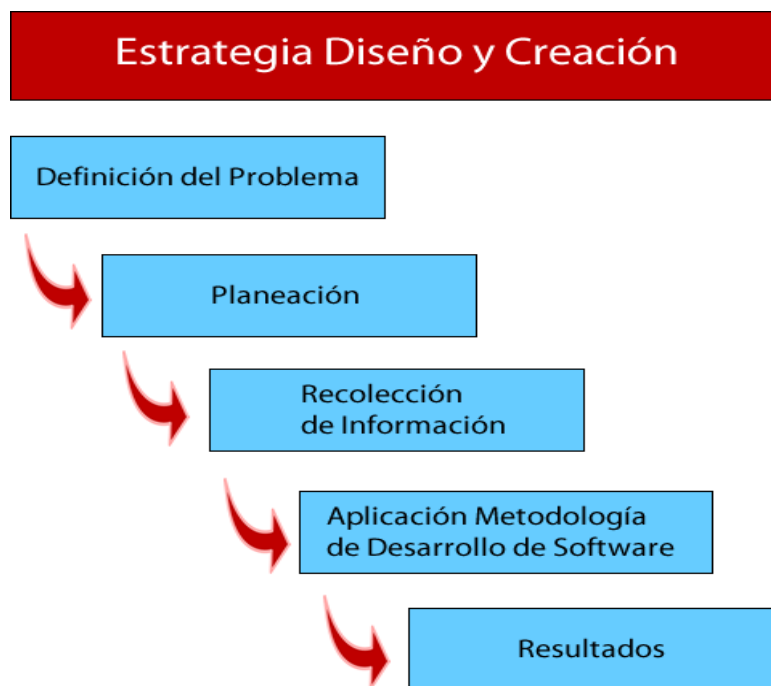 Estrategia Diseño y Creación
Definición del Problema
Planeación
Recolección
de Información
Aplicación Metodología
de Desarrollo de Software
Resultados